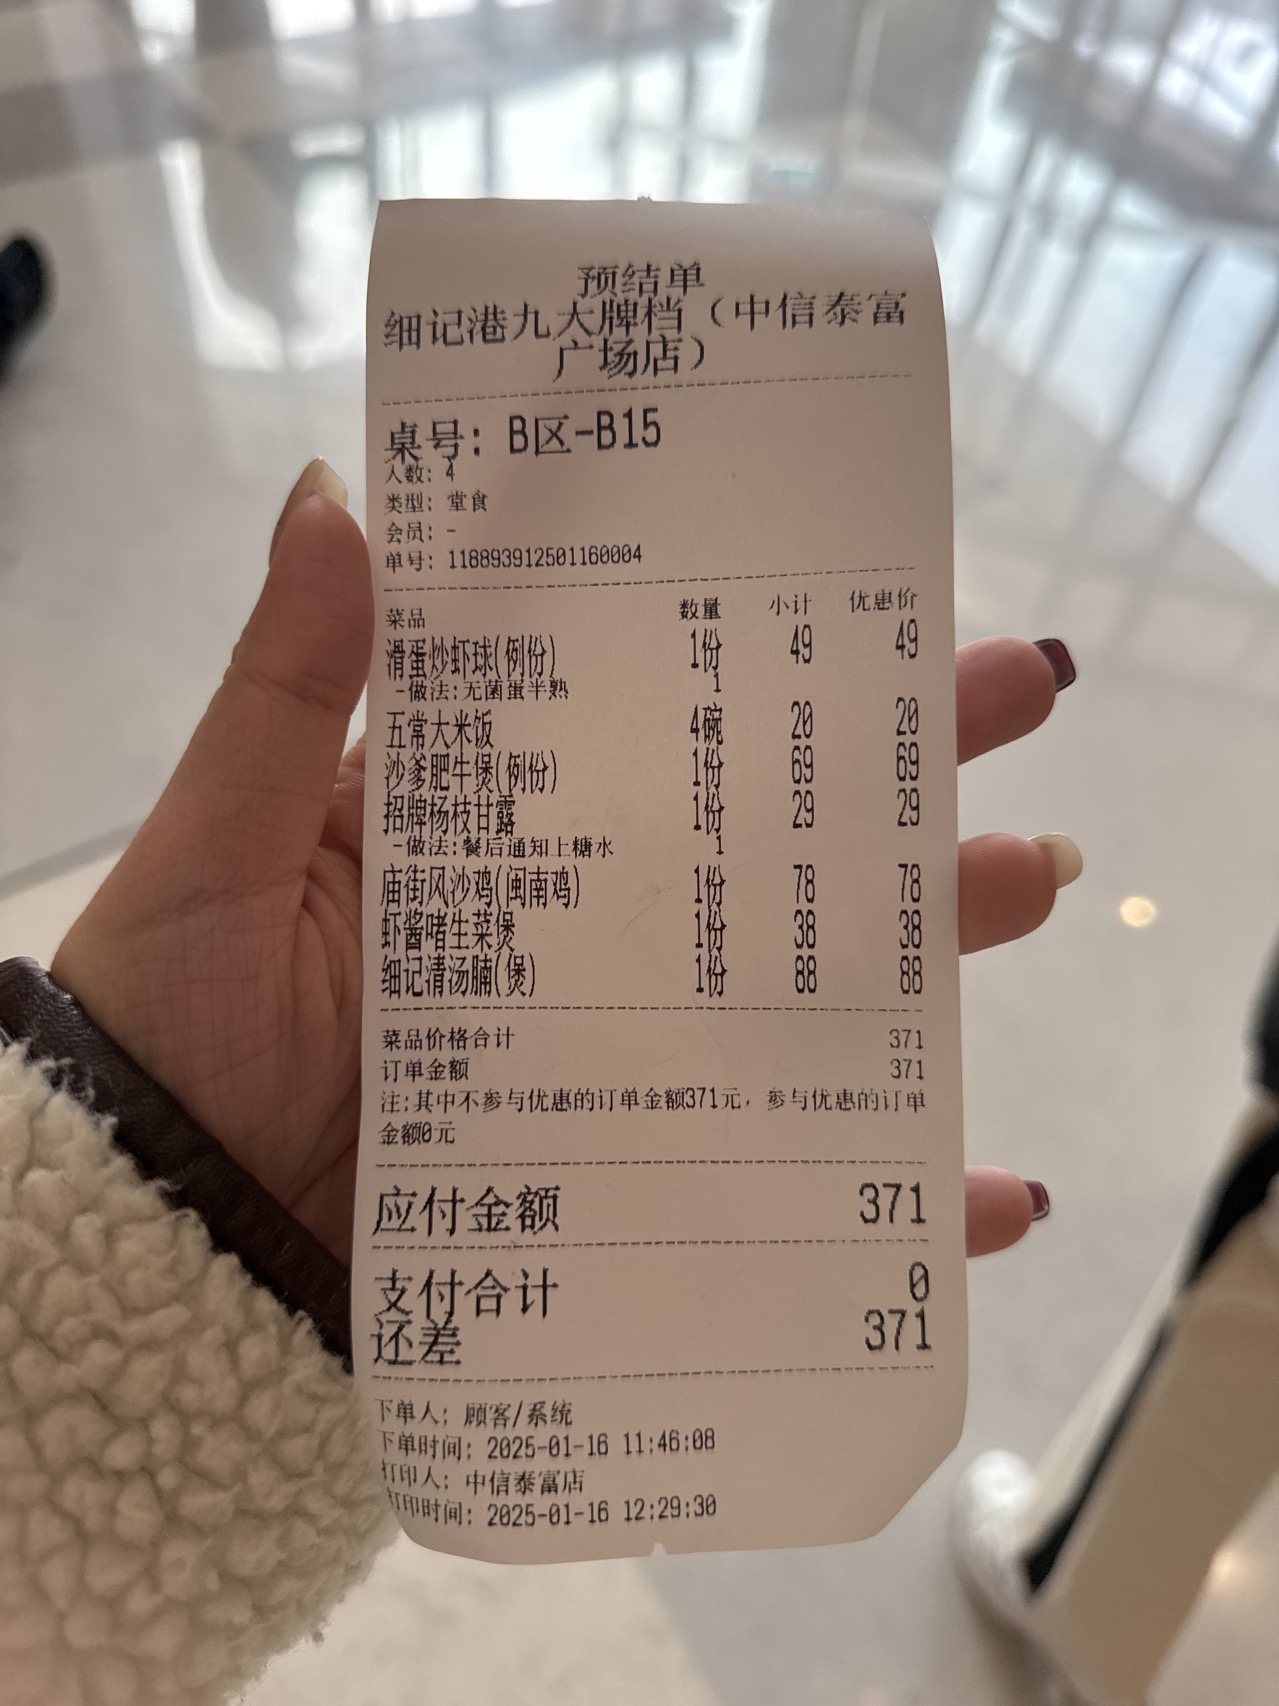 预结单
细记港九大牌档（中信泰富
广场店）
桌号: B区-B15
人数: 4
类型: 堂食
会员: -
单号: 118893912501160004
菜品 数量 小计 优惠价
滑蛋炒虾球(例份) 1份 49 49
-做法:无菌蛋半熟 1
五常大米饭 4碗 20 20
沙爹肥牛煲(例份) 1份 69 69
招牌杨枝甘露 1份 29 29
-做法:餐后通知上糖水 1
庙街风沙鸡(闽南鸡) 1份 78 78
虾酱啫生菜煲 1份 38 38
细记清汤腩(煲) 1份 88 88
菜品价格合计 371
订单金额 371
注:其中不参与优惠的订单金额371元，参与优惠的订单
金额0元
应付金额 371
支付合计 0
还差 371
下单人: 顾客/系统
下单时间: 2025-01-16 11:46:08
打印人: 中信泰富店
打印时间: 2025-01-16 12:29:30